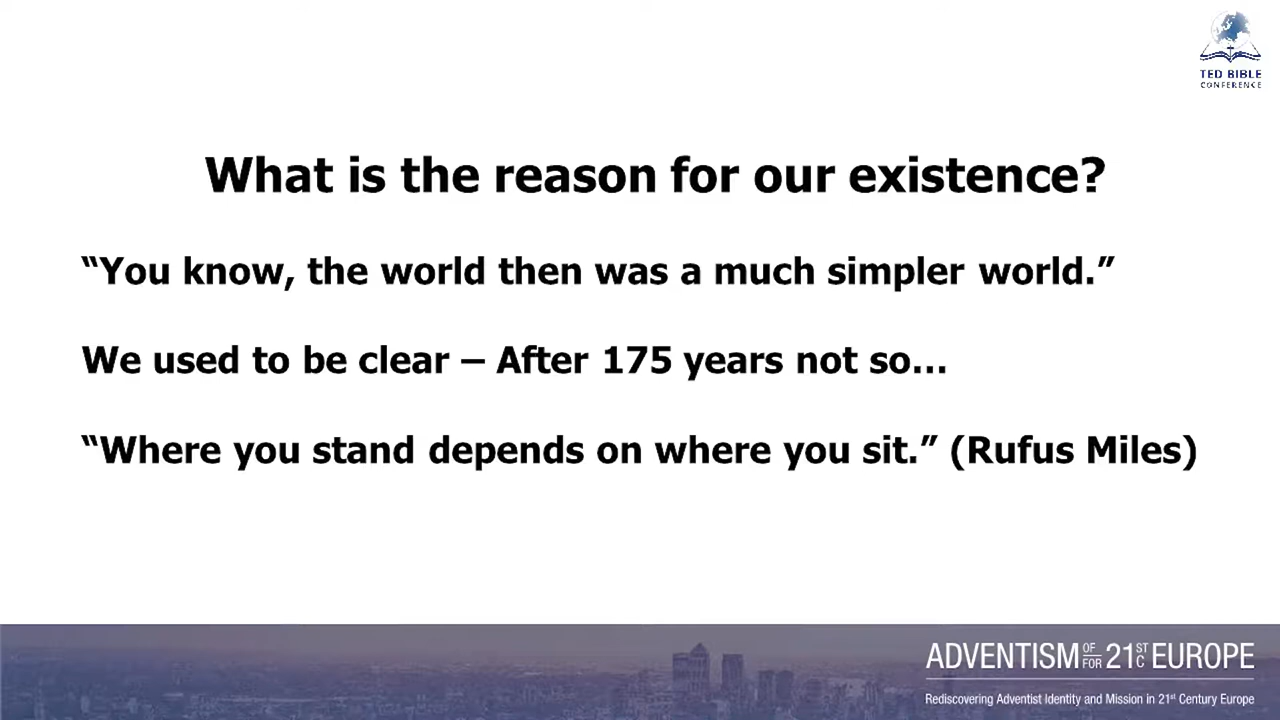 TED BIBLE
CONFERENCE
What is the reason for our existence?
“You know, the world then was a much simpler world.”
We used to be clear – After 175 years not so…
“Where you stand depends on where you sit.” (Rufus Miles)
ADVENTISM OF FOR 21 ST C EUROPE
Rediscovering Adventist Identity and Mission in 21st Century Europe